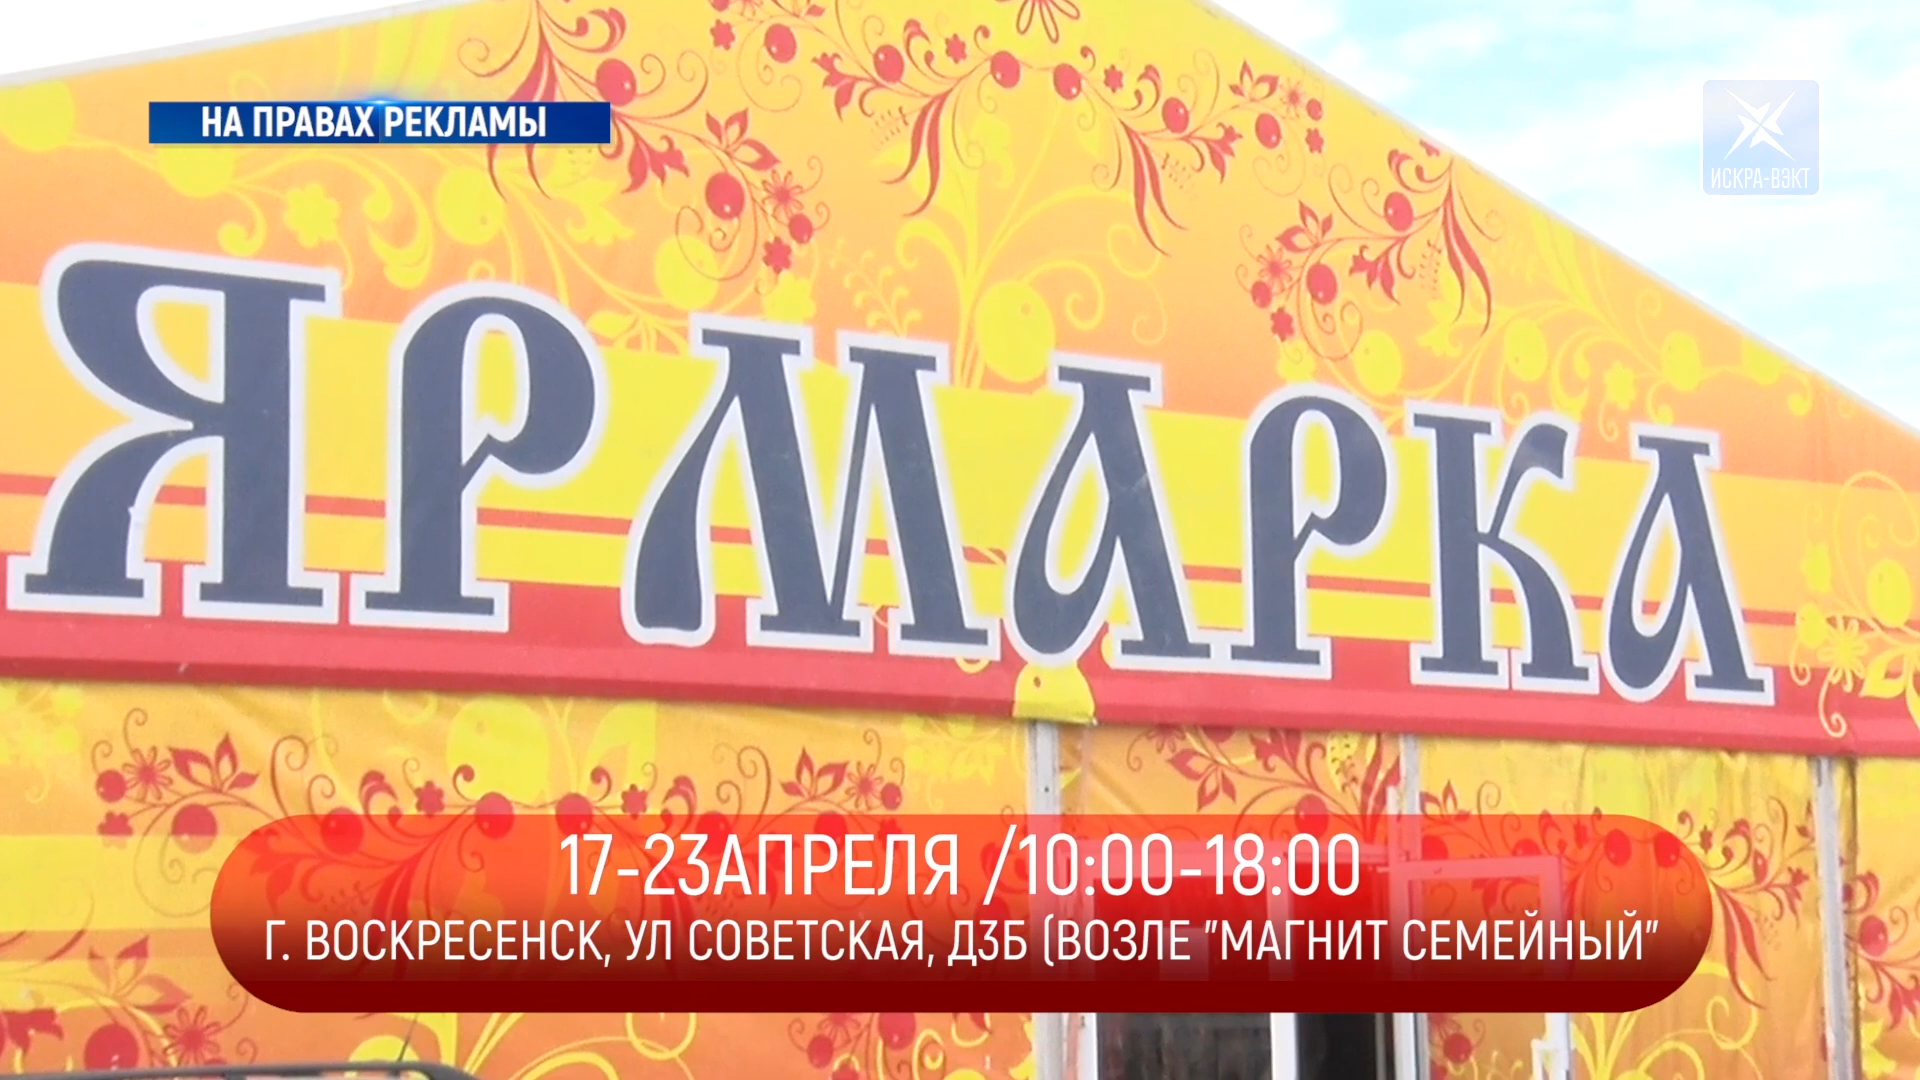 НА ПРАВАХ РЕКЛАМЫ
ИСКРА-ВЭКТ
ЯРМАРКА
17-23АПРЕЛЯ /10:00-18:00
Г. ВОСКРЕСЕНСК, УЛ СОВЕТСКАЯ, Д3Б (ВОЗЛЕ "МАГНИТ СЕМЕЙНЫЙ"